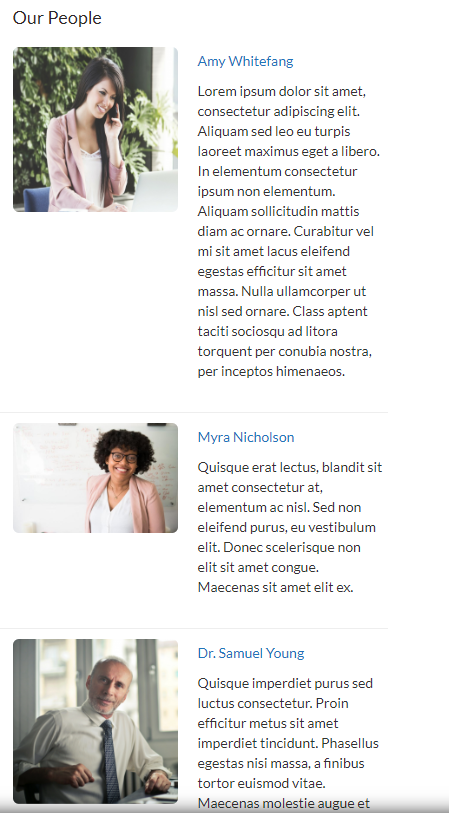 Our People
Amy Whitefang
Lorem ipsum dolor sit amet,
consectetur adipiscing elit.
Aliquam sed leo eu turpis
laoreet maximus eget a libero.
In elementum consectetur
ipsum non elementum.
Aliquam sollicitudin mattis
diam ac ornare. Curabitur vel
mi sit amet lacus eleifend
egestas efficitur sit amet
massa. Nulla ullamcorper ut
nisl sed ornare. Class aptent
taciti sociosqu ad litora
torquent per conubia nostra,
per inceptos himenaeos.
Myra Nicholson
Quisque erat lectus, blandit sit
amet consectetur at,
elementum ac nisl. Sed non
eleifend purus, eu vestibulum
elit. Donec scelerisque non
elit sit amet congue.
Maecenas sit amet elit ex.
Dr. Samuel Young
Quisque imperdiet purus sed
luctus consectetur. Proin
efficitur metus sit amet
imperdiet tincidunt. Phasellus
egestas nisi massa, a finibus
tortor euismod vitae.
Maecenas molestie augue et